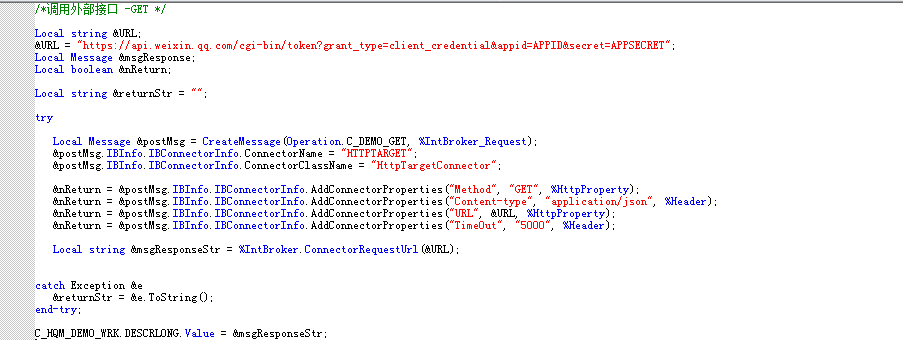 /*调用外部接口 -GET */
Local string &URL;
&URL = "https://api.weixin.qq.com/cgi-bin/token?grant_type=client_credential&appid=APPID&secret=APPSECRET";
Local Message &msgResponse;
Local boolean &nReturn;
Local string &returnStr = "";
try
Local Message &postMsg = CreateMessage(Operation.C_DEMO_GET, %IntBroker_Request);
&postMsg.IBInfo.IBConnectorInfo.ConnectorName = "HTTPTARGET";
&postMsg.IBInfo.IBConnectorInfo.ConnectorClassName = "HttpTargetConnector";
&nReturn = &postMsg.IBInfo.IBConnectorInfo.AddConnectorProperties("Method", "GET", %HttpProperty);
&nReturn = &postMsg.IBInfo.IBConnectorInfo.AddConnectorProperties("Content-type", "application/json", %Header);
&nReturn = &postMsg.IBInfo.IBConnectorInfo.AddConnectorProperties("URL", &URL, %HttpProperty);
&nReturn = &postMsg.IBInfo.IBConnectorInfo.AddConnectorProperties("TimeOut", "5000", %Header);
Local string &msgResponseStr = %IntBroker.ConnectorRequestUrl(&URL);
catch Exception &e
&returnStr = &e.ToString();
end-try;
C_HQM_DEMO_WRK.DESCRLONG.Value = &msgResponseStr;